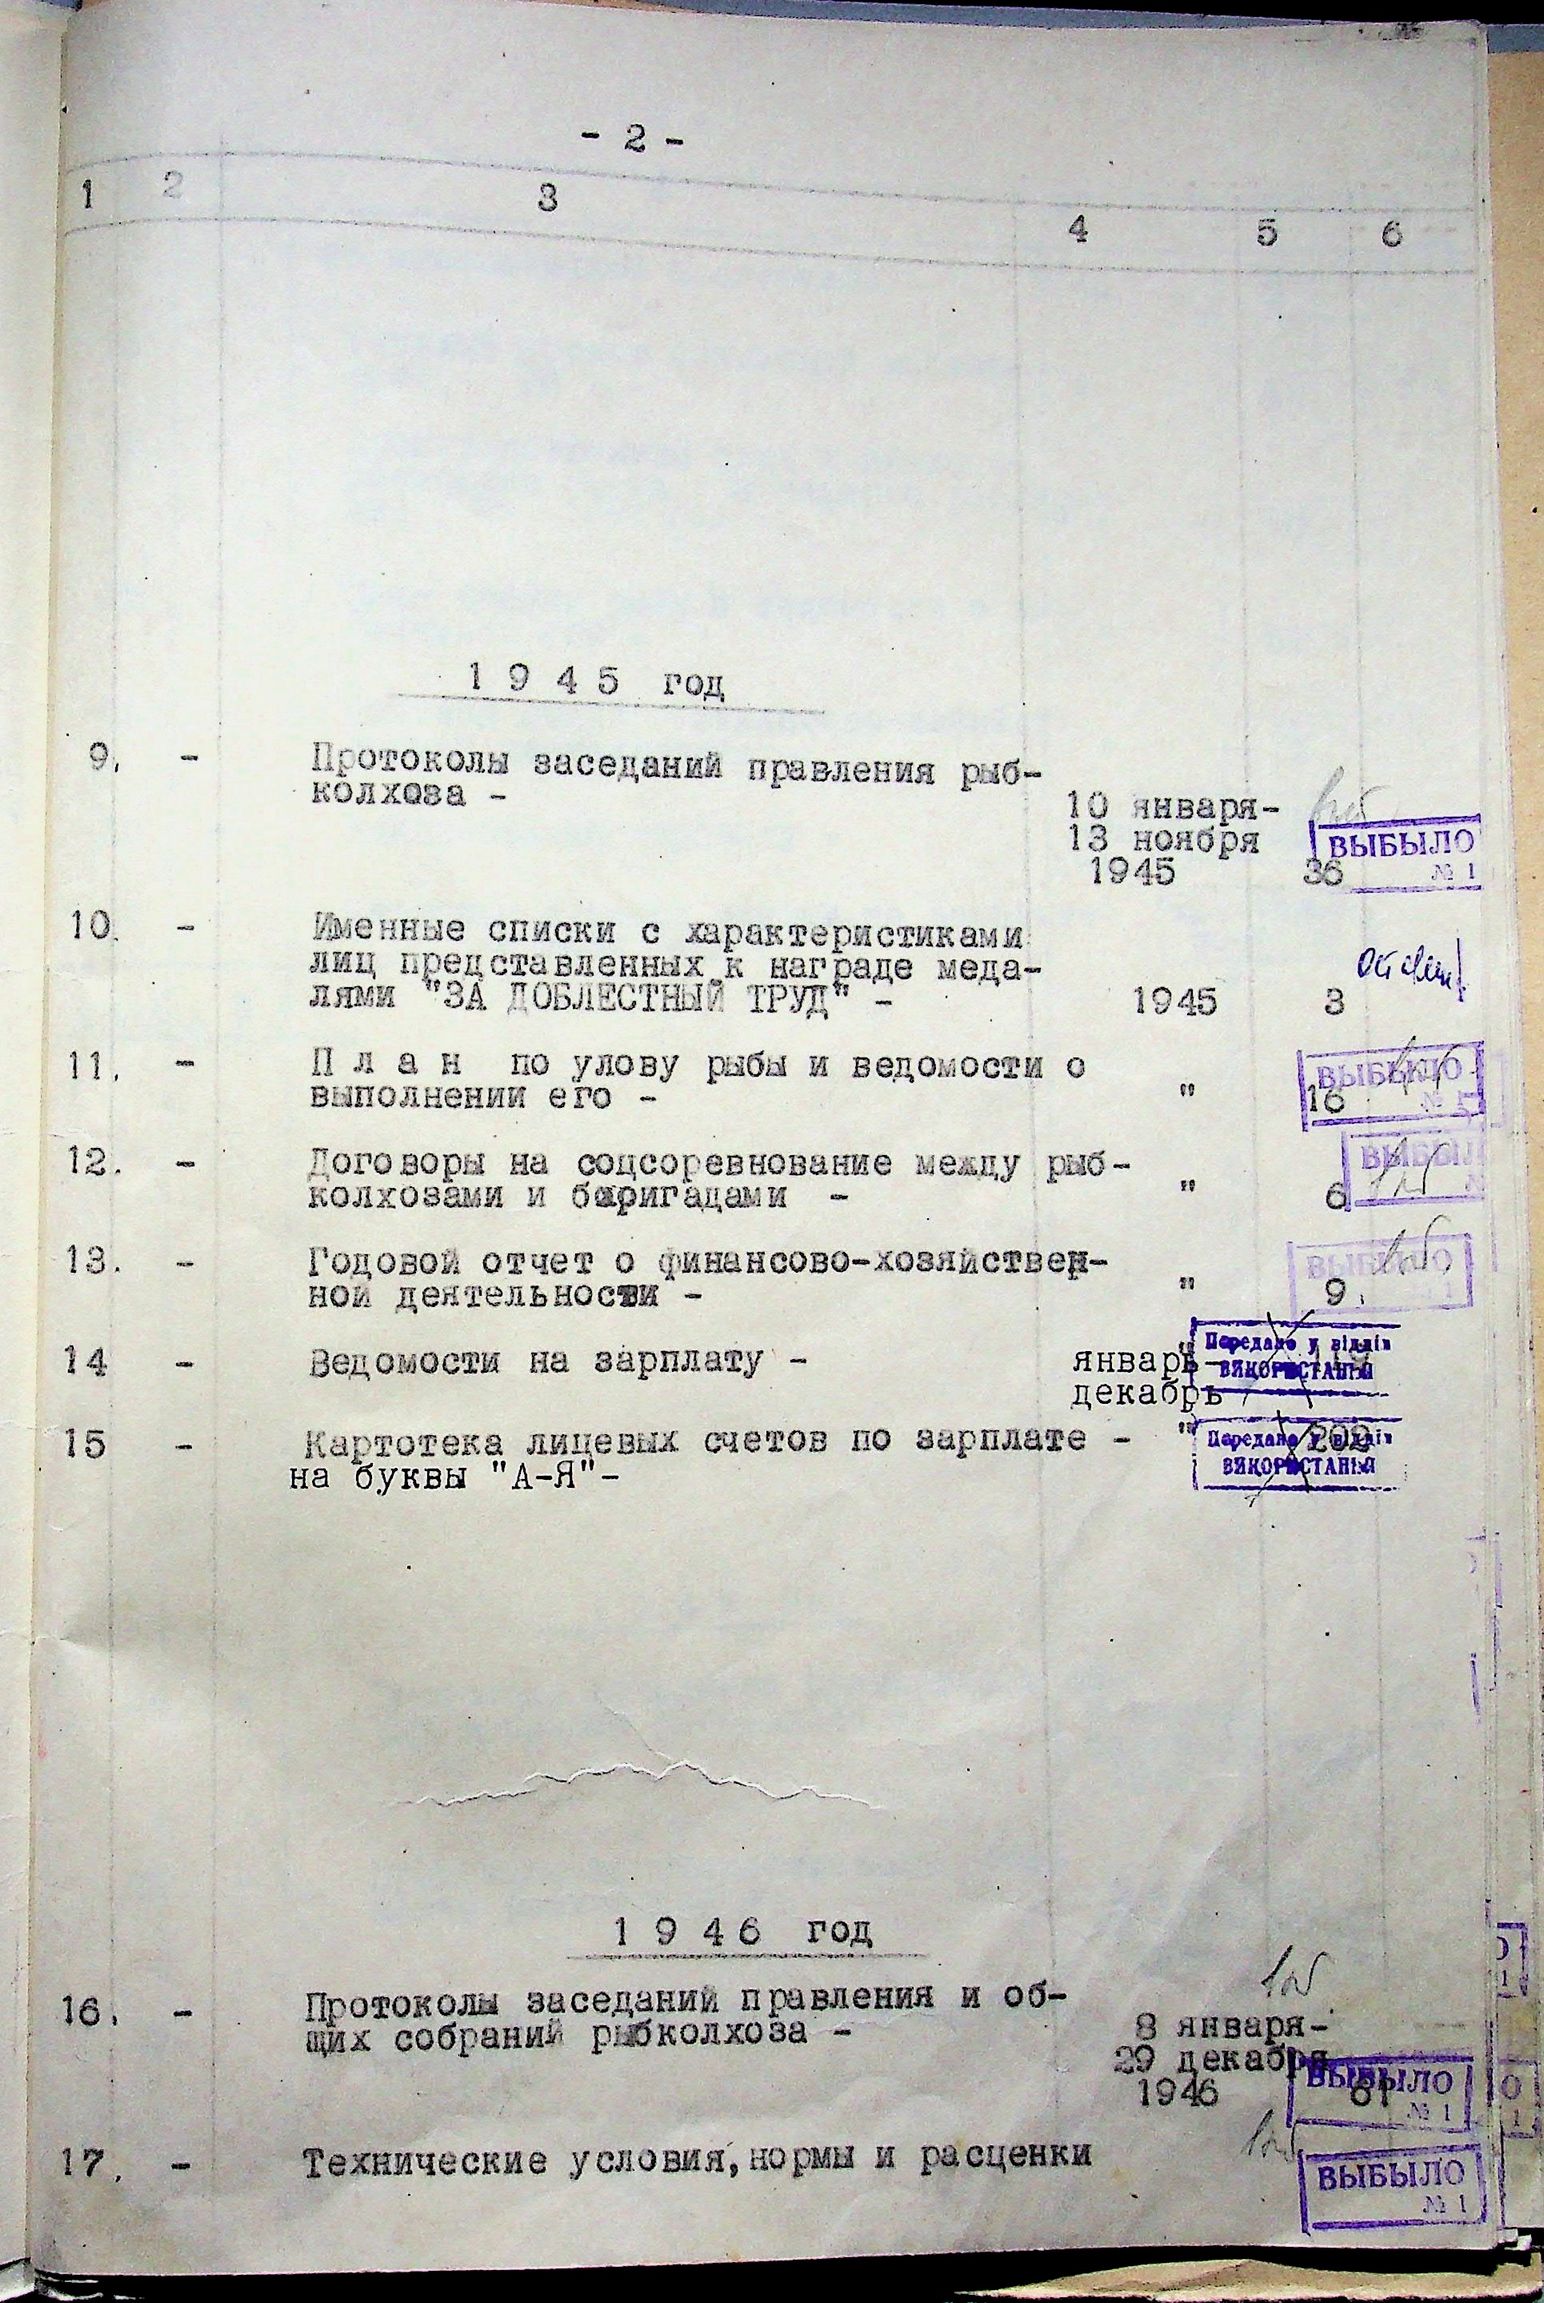 - 2 -
1 2 3 4 5 6
1 9 4 5 год
9. - Протоколы заседаний правления рыб-
колхоза -
10 января-
13 ноября
1945 36
ВЫБЫЛО
№ 1
10. - Именные списки с характеристиками
лиц представленных к награде меда-
лями "ЗА ДОБЛЕСТНЫЙ ТРУД" - 1945 3
11. - П л а н по улову рыбы и ведомости о
выполнении его - " 16
ВЫБЫЛО
№ 1
12. - Договоры на соцсоревнование между рыб-
колхозами и бригадами - " 6
ВЫБЫЛ
13. - Годовой отчет о финансово-хозяйствен-
ной деятельности - " 9.
ВЫБЫЛО
№ 1
14 - Ведомости на зарплату - январь-
декабрь
"
Передано у відділ
ВИКОРИСТАННЯ
15 - Картотека лицевых счетов по зарплате - " 202
на буквы "А-Я"-
Передано у відділ
ВИКОРИСТАННЯ
1 9 4 6 год
16. - Протоколы заседаний правления и об-
щих собраний рыбколхоза - 8 января-
29 декабря
1946 61
ВЫБЫЛО
№ 1
17. - Технические условия, нормы и расценки
ВЫБЫЛО
№ 1